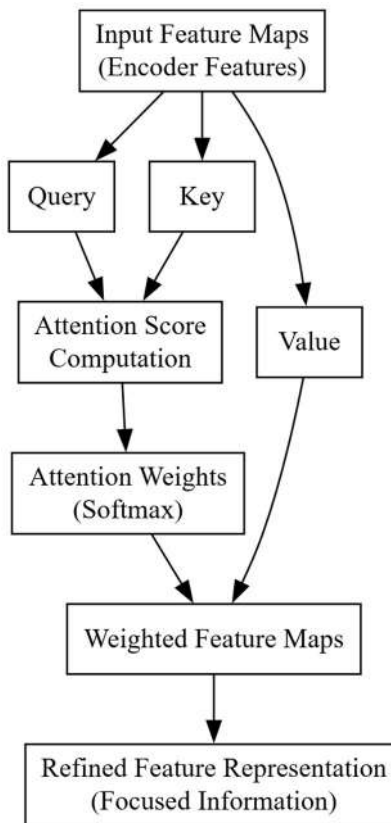 Input Feature Maps
(Encoder Features)
Query
Key
Attention Score
Computation
Value
Attention Weights
(Softmax)
Weighted Feature Maps
Refined Feature Representation
(Focused Information)